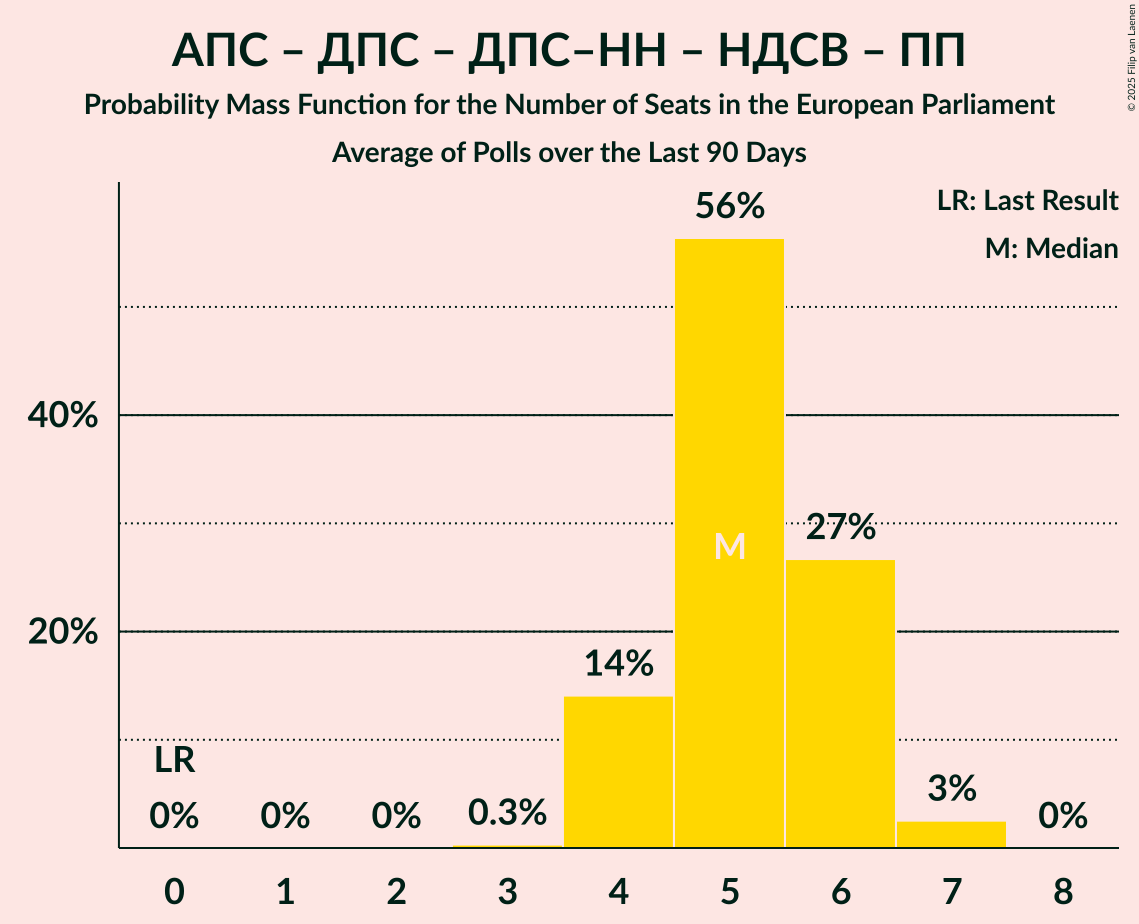 АПС – ДПС – ДПС–НН – НДСВ – ПП
Probability Mass Function for the Number of Seats in the European Parliament
Average of Polls over the Last 90 Days
© 2025 Filip van Laenen
LR: Last Result
M: Median
56%
40%
27%
M
20%
14%
LR
3%
0% 0% 0% 0.3% 0%
0 1 2 3 4 5 6 7 8